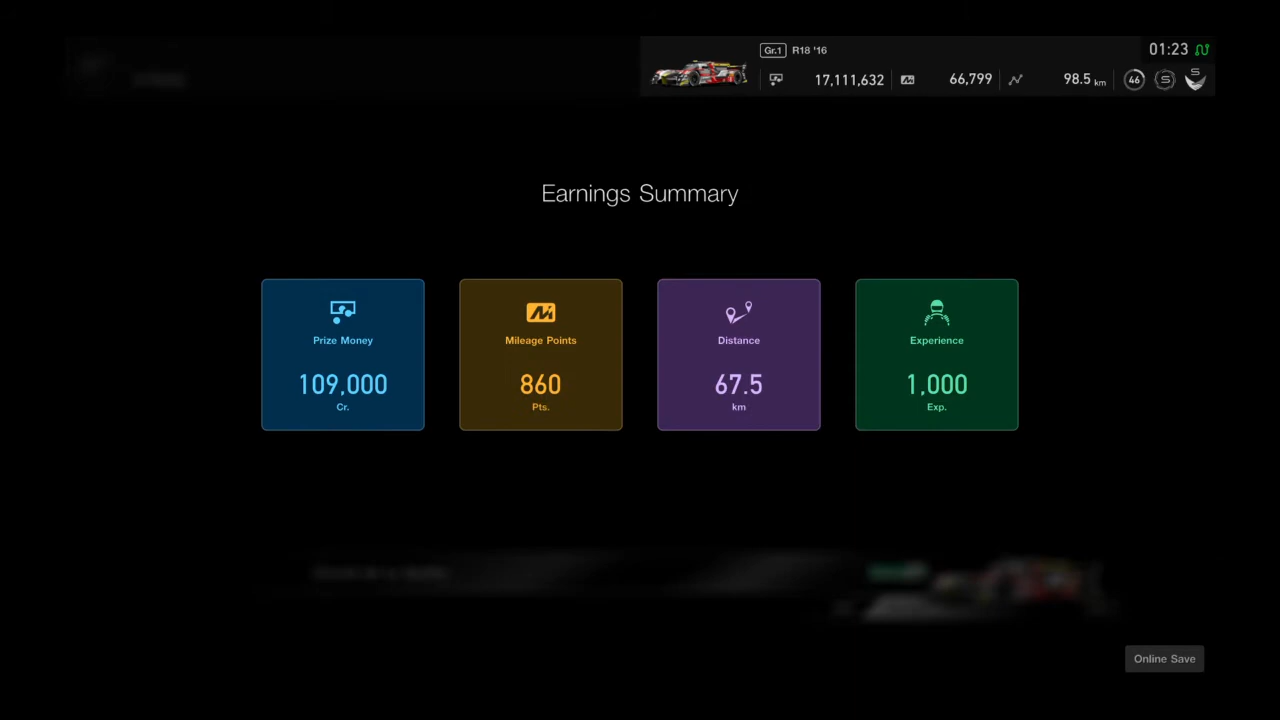 Gr.1 R18 '16
01:23
17,111,632 66,799 98.5 km 46 S S
Earnings Summary
Prize Money
109,000
Cr.
Mileage Points
860
Pts.
Distance
67.5
km
Experience
1,000
Exp.
Online Save